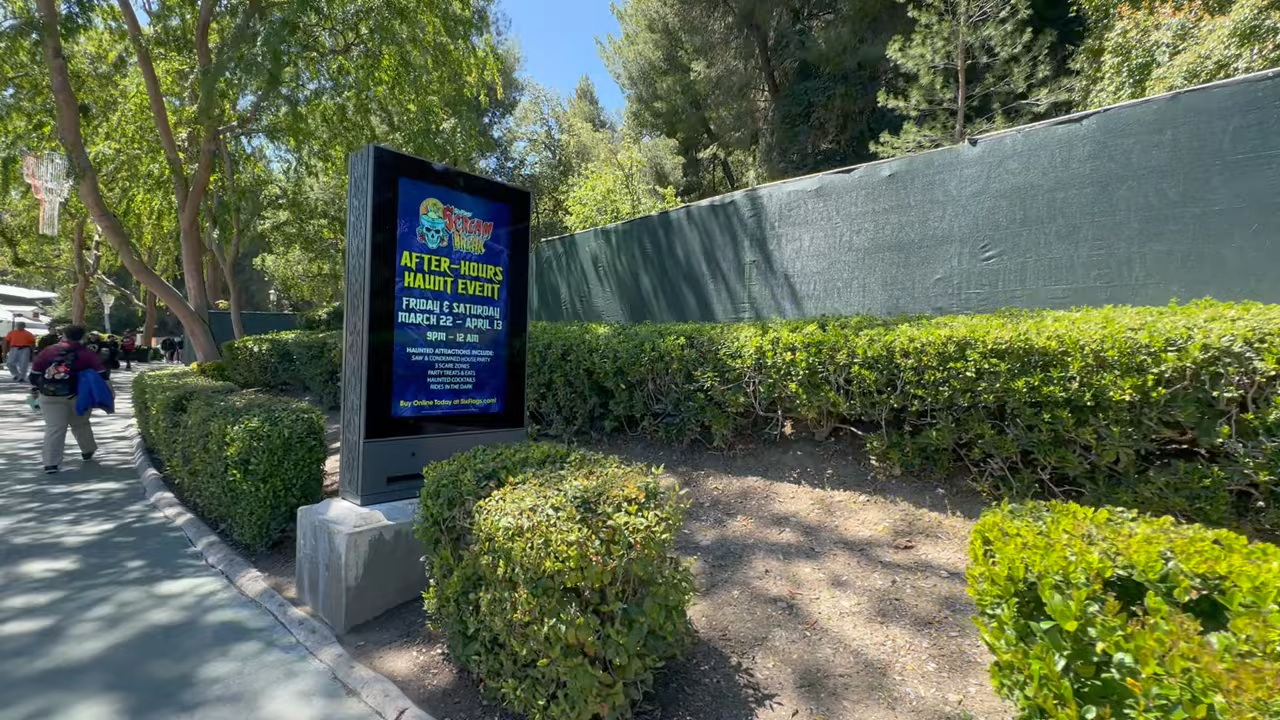 SCREAM
BREAK
AFTER-HOURS
HAUNT EVENT
FRIDAY & SATURDAY
MARCH 22 - APRIL 13
9PM - 12 AM
HAUNTED ATTRACTIONS INCLUDE:
SAW & CONDEMNED HOUSE PARTY
3 SCARE ZONES
PARTY TREATS & EATS
HAUNTED COCKTAILS
RIDES IN THE DARK
Buy Online Today at SixFlags.com!